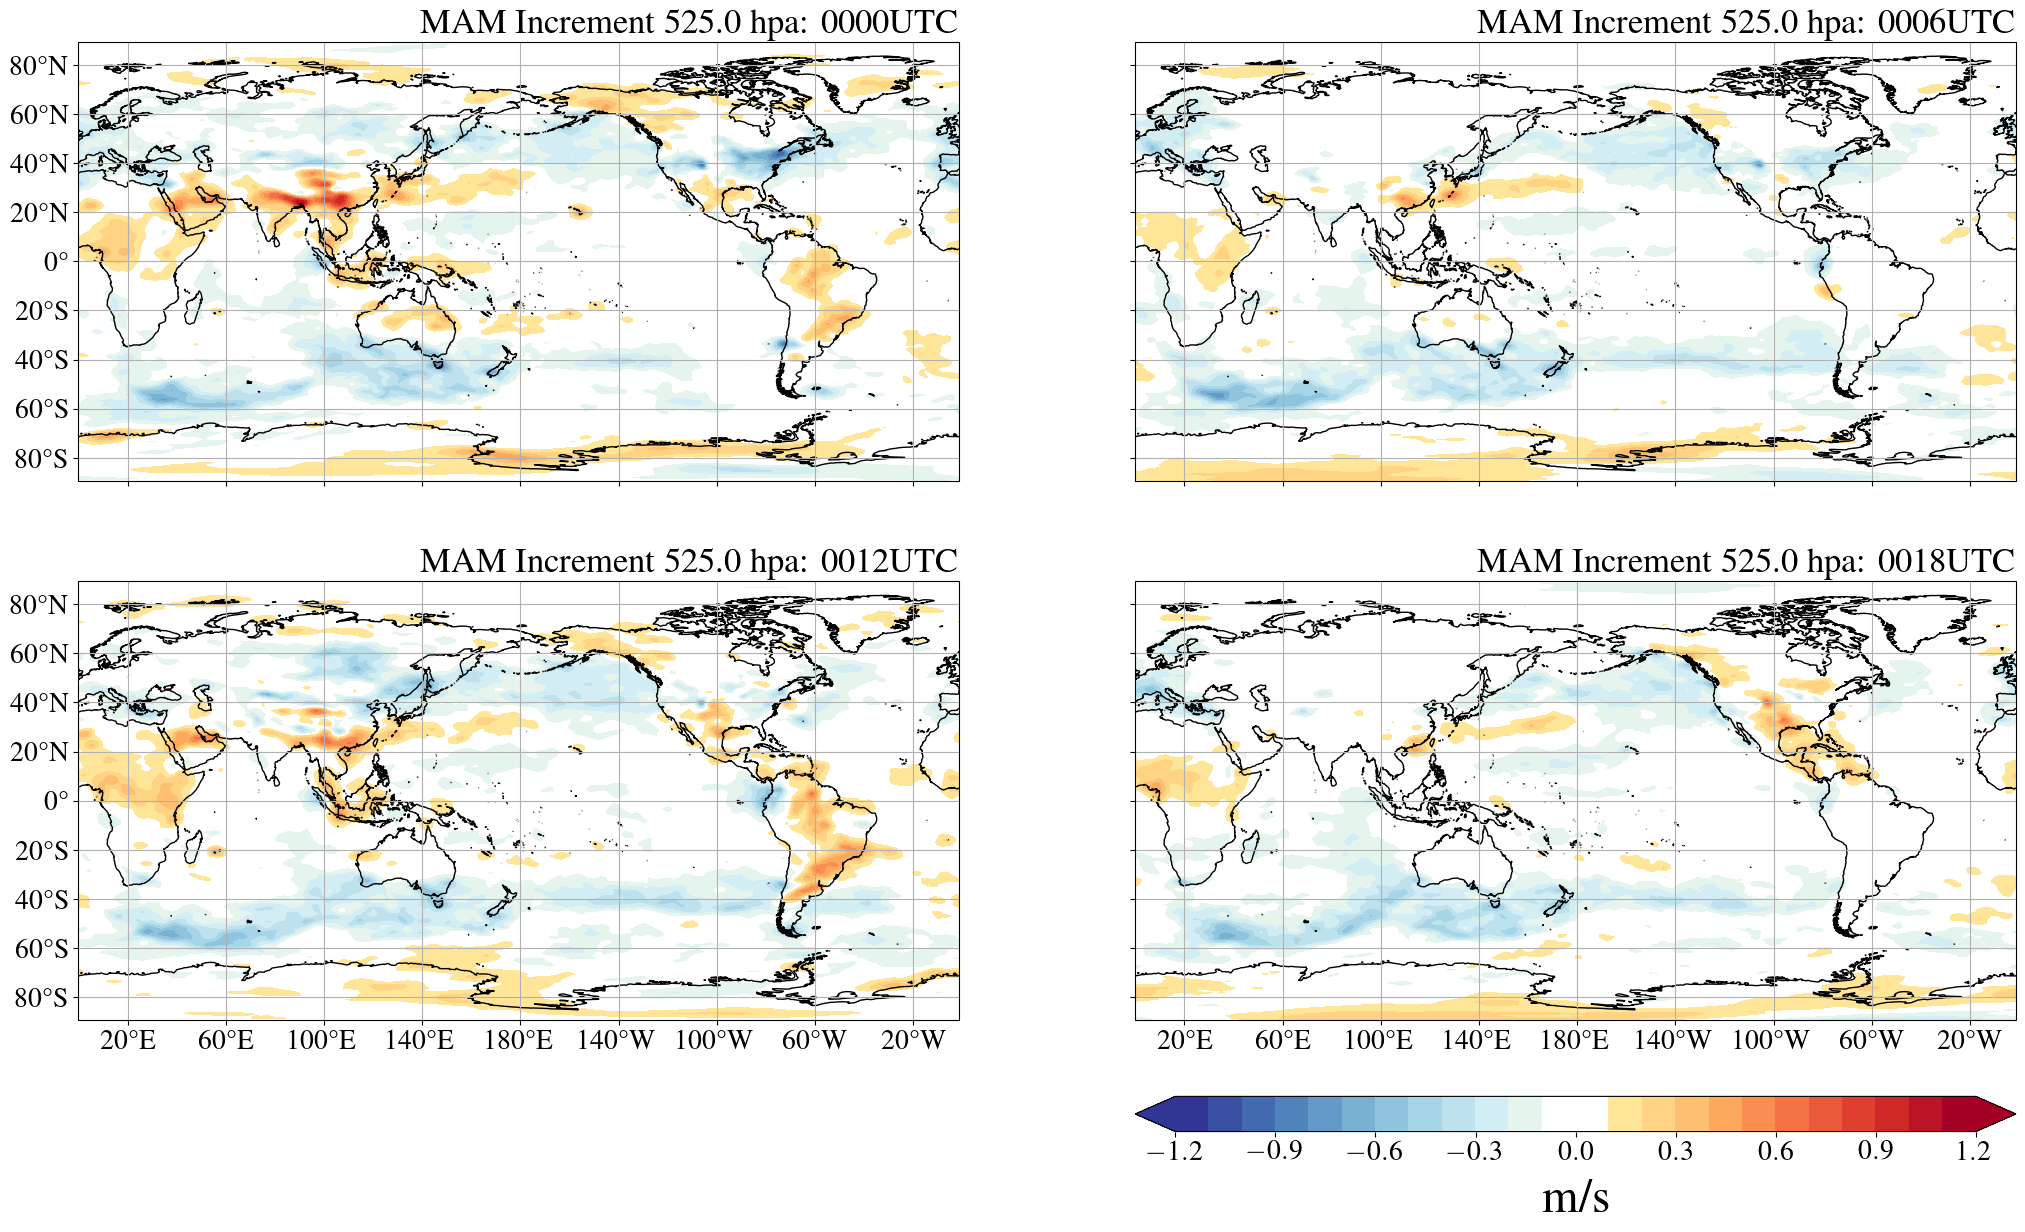 MAM Increment 525.0 hpa: 0000UTC
MAM Increment 525.0 hpa: 0006UTC
80°N
60°N
40°N
20°N
0°
20°S
40°S
60°S
80°S
MAM Increment 525.0 hpa: 0012UTC
MAM Increment 525.0 hpa: 0018UTC
80°N
60°N
40°N
20°N
0°
20°S
40°S
60°S
80°S
20°E 60°E 100°E 140°E 180°E 140°W 100°W 60°W 20°W
20°E 60°E 100°E 140°E 180°E 140°W 100°W 60°W 20°W
−1.2 −0.9 −0.6 −0.3 0.0 0.3 0.6 0.9 1.2
m/s